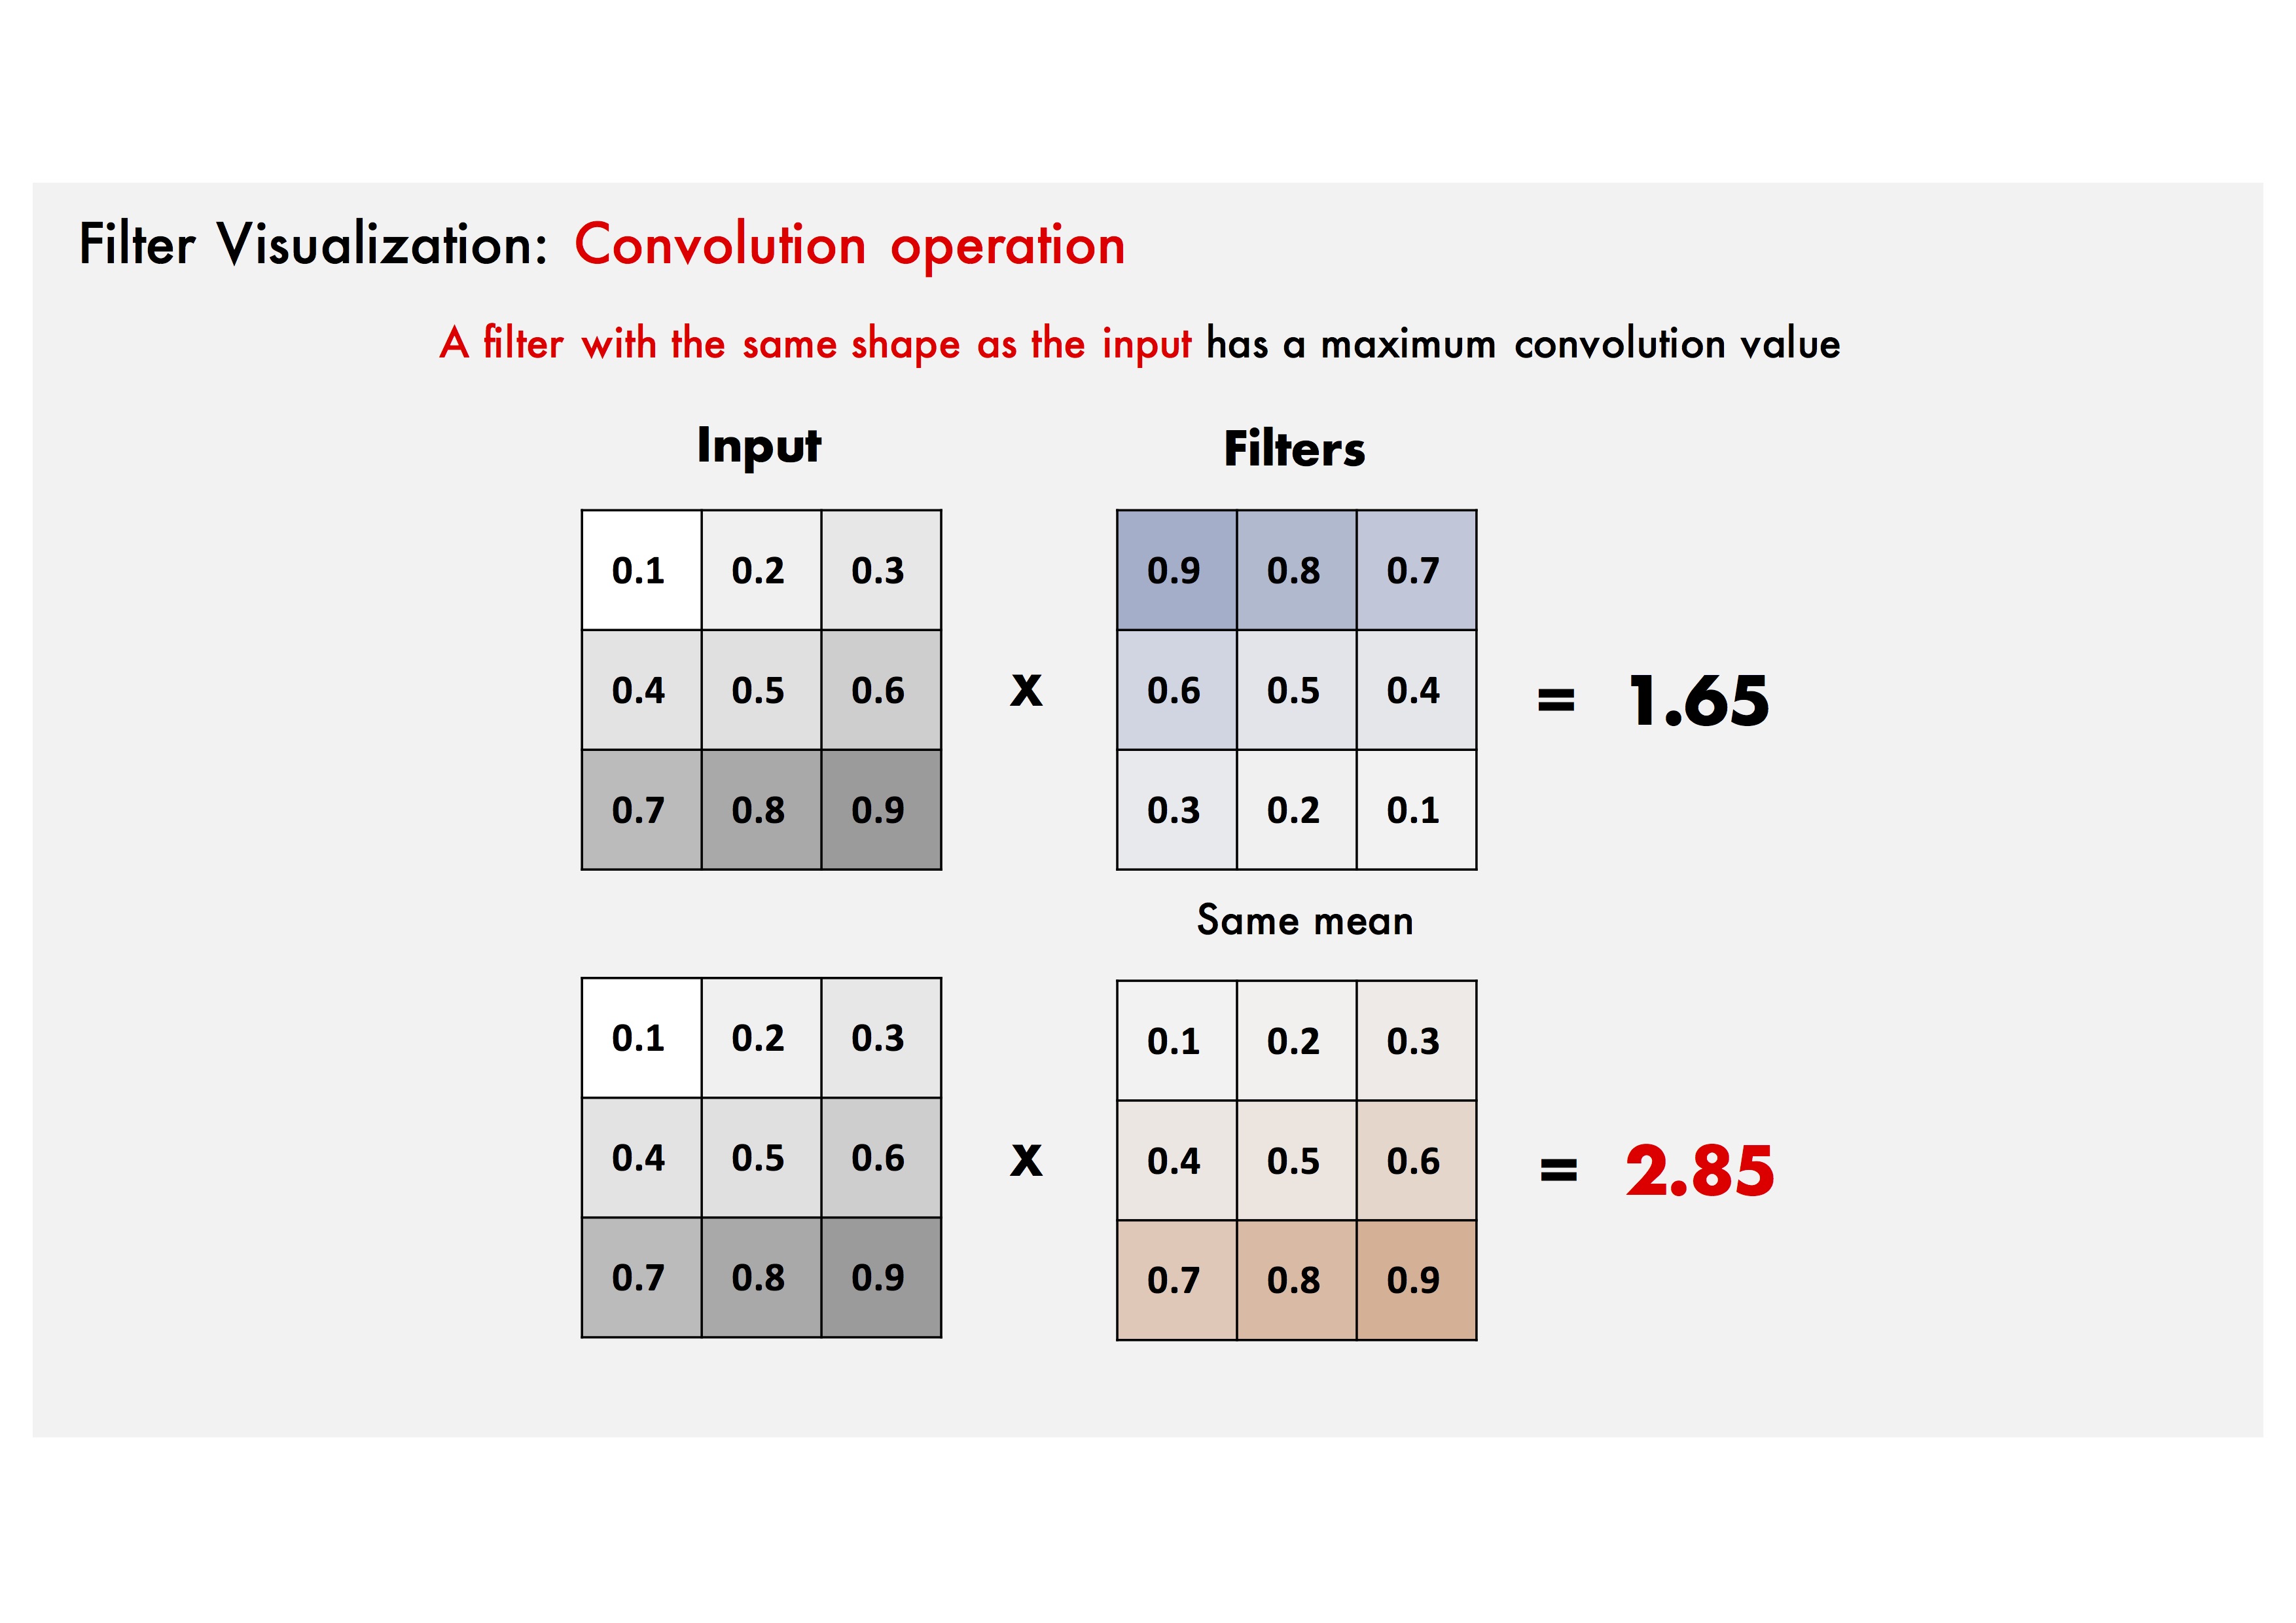 Filter Visualization: Convolution operation
A filter with the same shape as the input has a maximum convolution value
Input Filters
0.1 0.2 0.3 0.9 0.8 0.7
0.4 0.5 0.6 x 0.6 0.5 0.4 = 1.65
0.7 0.8 0.9 0.3 0.2 0.1
Same mean
0.1 0.2 0.3 0.1 0.2 0.3
0.4 0.5 0.6 x 0.4 0.5 0.6 = 2.85
0.7 0.8 0.9 0.7 0.8 0.9